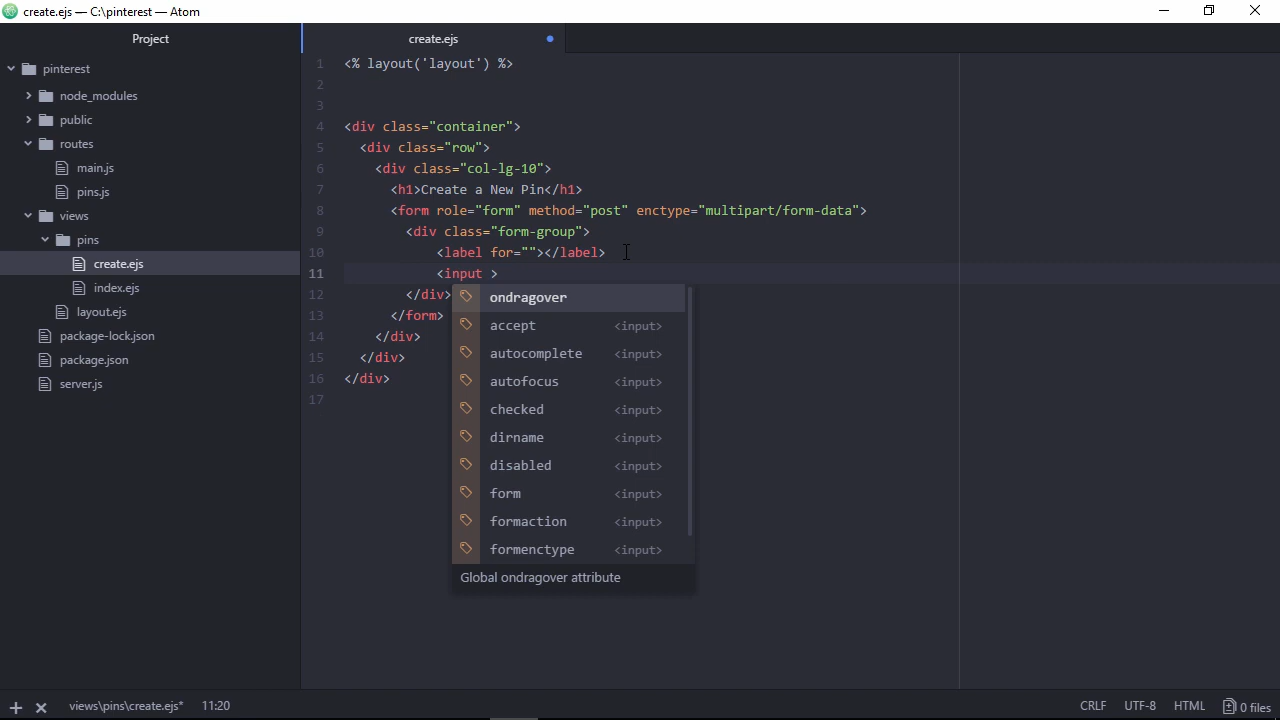 create.ejs — C:\pinterest — Atom
Project
create.ejs
pinterest
node_modules
public
routes
main.js
pins.js
views
pins
create.ejs
index.ejs
layout.ejs
package-lock.json
package.json
server.js
1 <% layout('layout') %>
2
3
4 <div class="container">
5 <div class="row">
6 <div class="col-lg-10">
7 <h1>Create a New Pin</h1>
8 <form role="form" method="post" enctype="multipart/form-data">
9 <div class="form-group">
10 <label for=""></label>
11 <input >
12 </div>
13 </form>
14 </div>
15 </div>
16 </div>
17
ondragover
accept <input>
autocomplete <input>
autofocus <input>
checked <input>
dirname <input>
disabled <input>
form <input>
formaction <input>
formenctype <input>
Global ondragover attribute
views\pins\create.ejs* 11:20 CRLF UTF-8 HTML 0 files